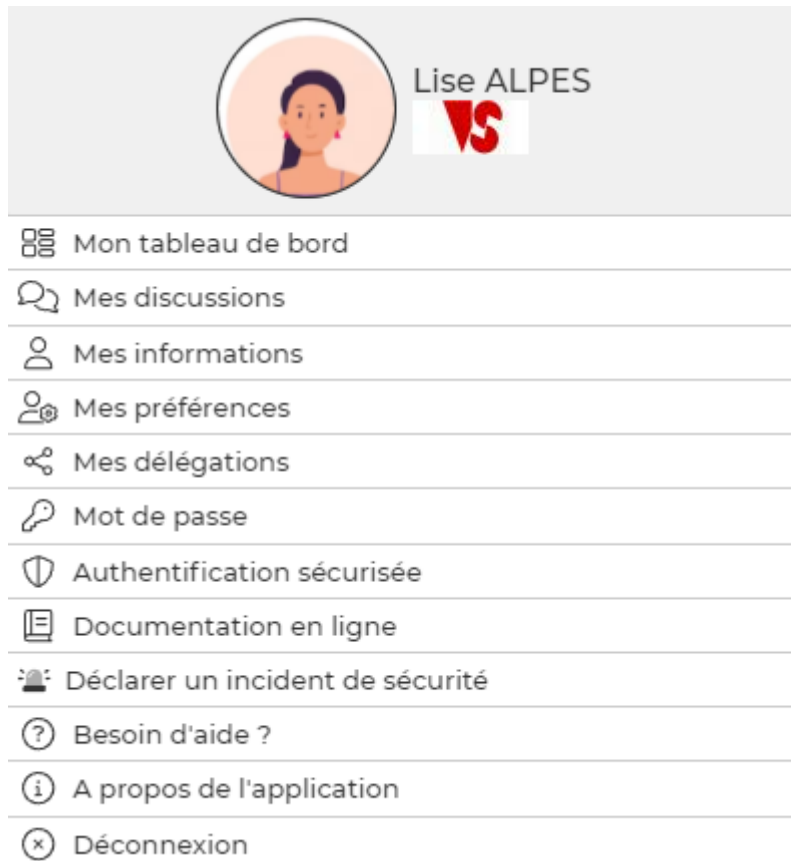 Lise ALPES
VS
Mon tableau de bord
Mes discussions
Mes informations
Mes préférences
Mes délégations
Mot de passe
Authentification sécurisée
Documentation en ligne
Déclarer un incident de sécurité
Besoin d'aide ?
A propos de l'application
Déconnexion